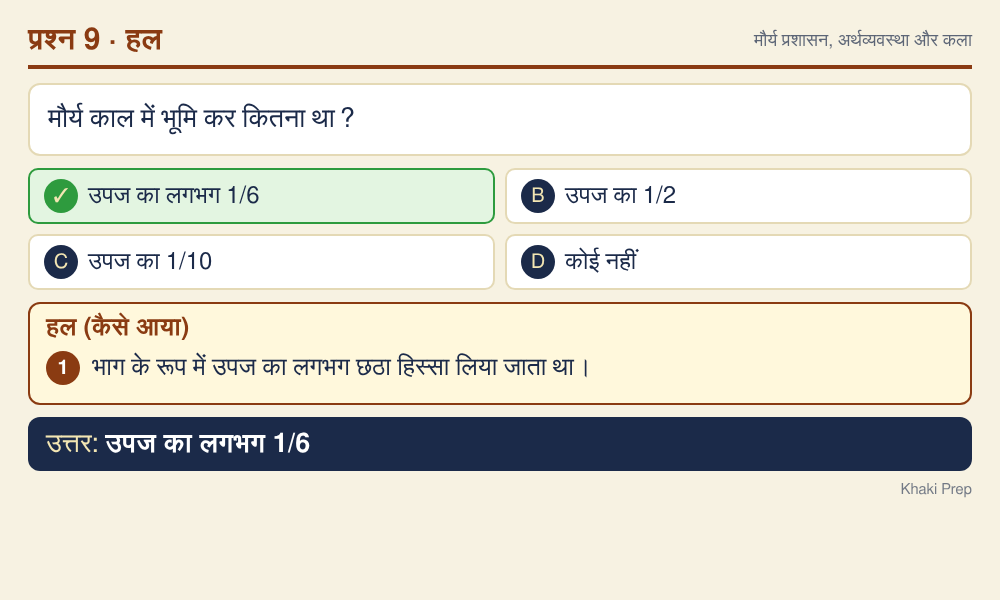 प्रश्न 9 · हल
मौर्य प्रशासन, अर्थव्यवस्था और कला
मौर्य काल में भूमि कर कितना था ?
✓ उपज का लगभग 1/6
B उपज का 1/2
C उपज का 1/10
D कोई नहीं
हल (कैसे आया)
1 भाग के रूप में उपज का लगभग छठा हिस्सा लिया जाता था।
उत्तर: उपज का लगभग 1/6
Khaki Prep